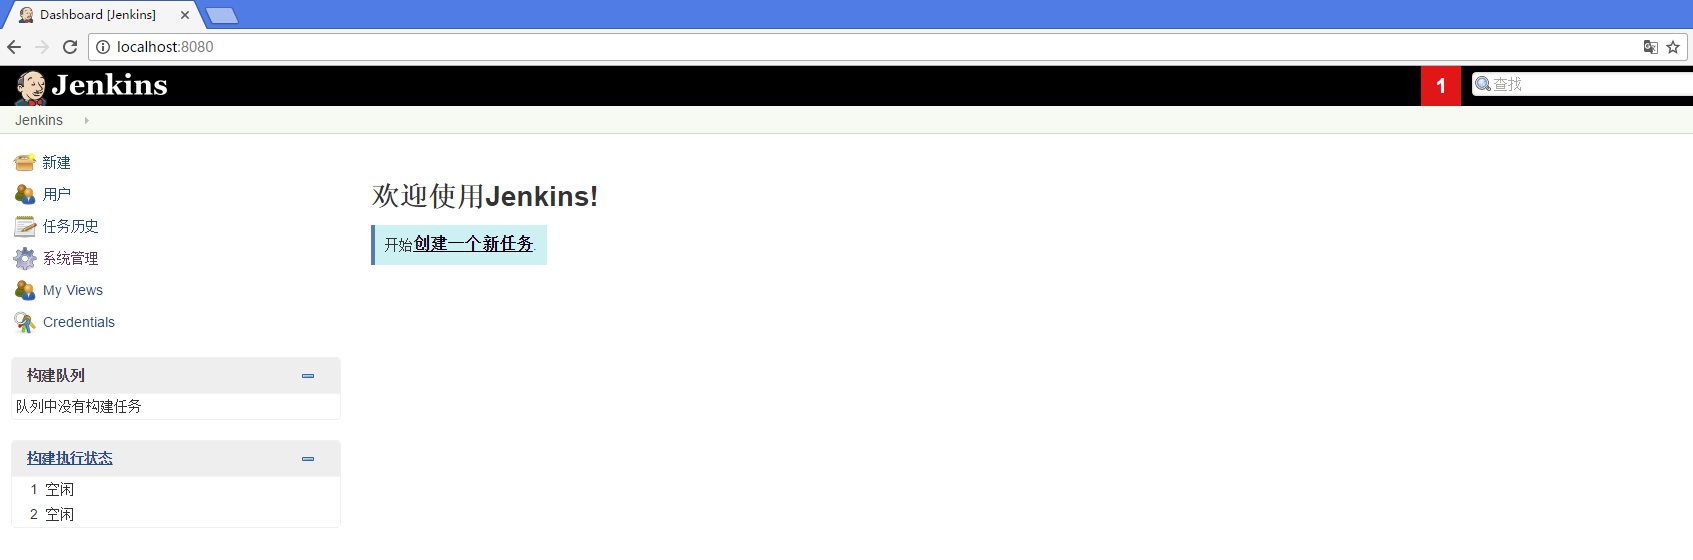 Dashboard [Jenkins]
localhost:8080
Jenkins
1
查找
Jenkins
新建
用户
任务历史
系统管理
My Views
Credentials
欢迎使用Jenkins!
开始创建一个新任务.
构建队列
队列中没有构建任务
构建执行状态
1 空闲
2 空闲